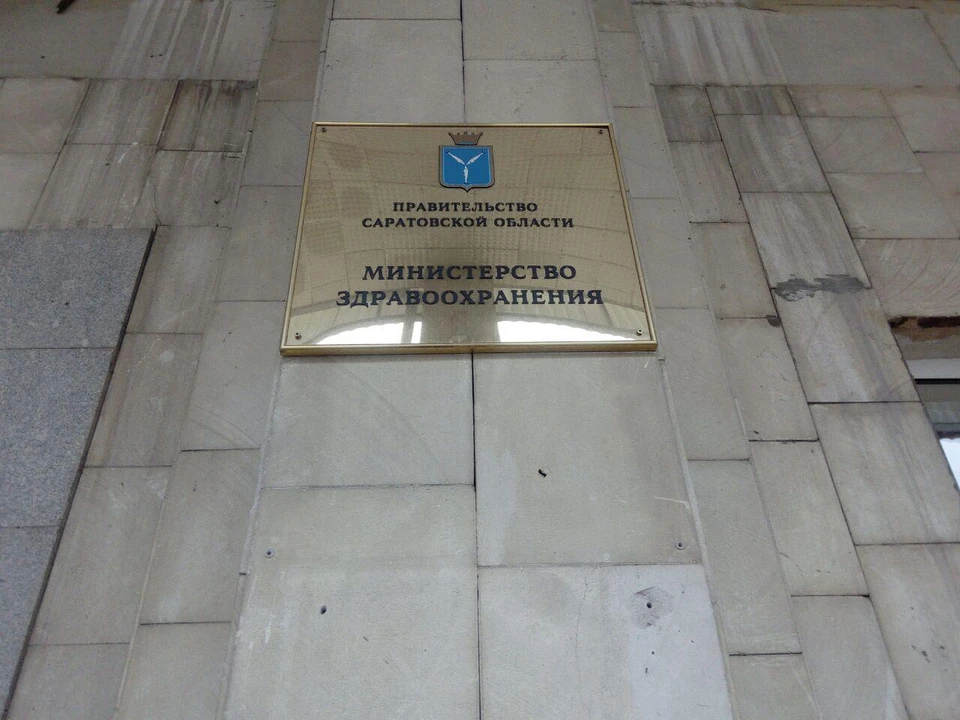 ПРАВИТЕЛЬСТВО
САРАТОВСКОЙ ОБЛАСТИ
МИНИСТЕРСТВО
ЗДРАВООХРАНЕНИЯ